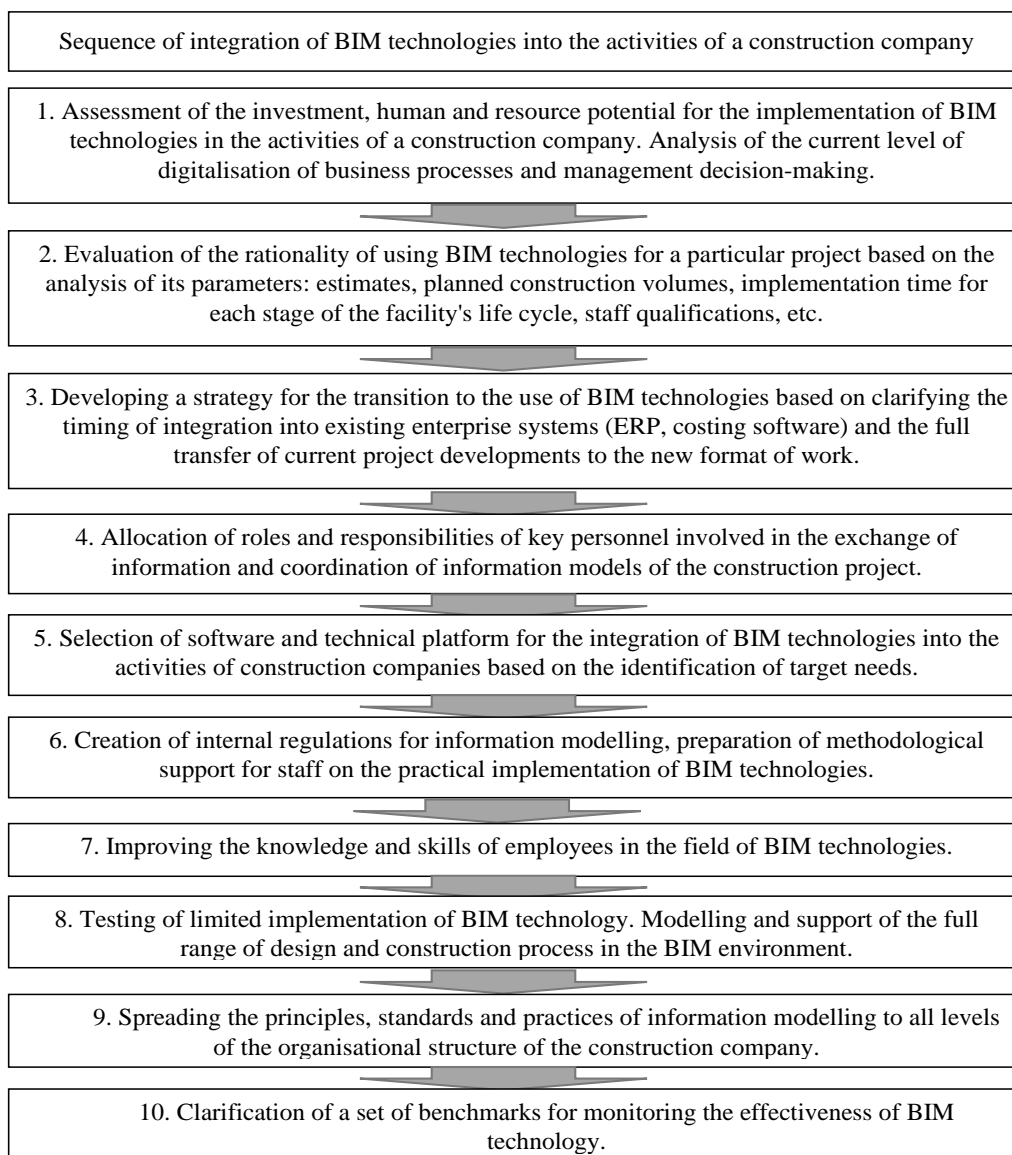 Sequence of integration of BIM technologies into the activities of a construction company
1. Assessment of the investment, human and resource potential for the implementation of BIM
technologies in the activities of a construction company. Analysis of the current level of
digitalisation of business processes and management decision-making.
2. Evaluation of the rationality of using BIM technologies for a particular project based on the
analysis of its parameters: estimates, planned construction volumes, implementation time for
each stage of the facility's life cycle, staff qualifications, etc.
3. Developing a strategy for the transition to the use of BIM technologies based on clarifying the
timing of integration into existing enterprise systems (ERP, costing software) and the full
transfer of current project developments to the new format of work.
4. Allocation of roles and responsibilities of key personnel involved in the exchange of
information and coordination of information models of the construction project.
5. Selection of software and technical platform for the integration of BIM technologies into the
activities of construction companies based on the identification of target needs.
6. Creation of internal regulations for information modelling, preparation of methodological
support for staff on the practical implementation of BIM technologies.
7. Improving the knowledge and skills of employees in the field of BIM technologies.
8. Testing of limited implementation of BIM technology. Modelling and support of the full
range of design and construction process in the BIM environment.
9. Spreading the principles, standards and practices of information modelling to all levels
of the organisational structure of the construction company.
10. Clarification of a set of benchmarks for monitoring the effectiveness of BIM
technology.